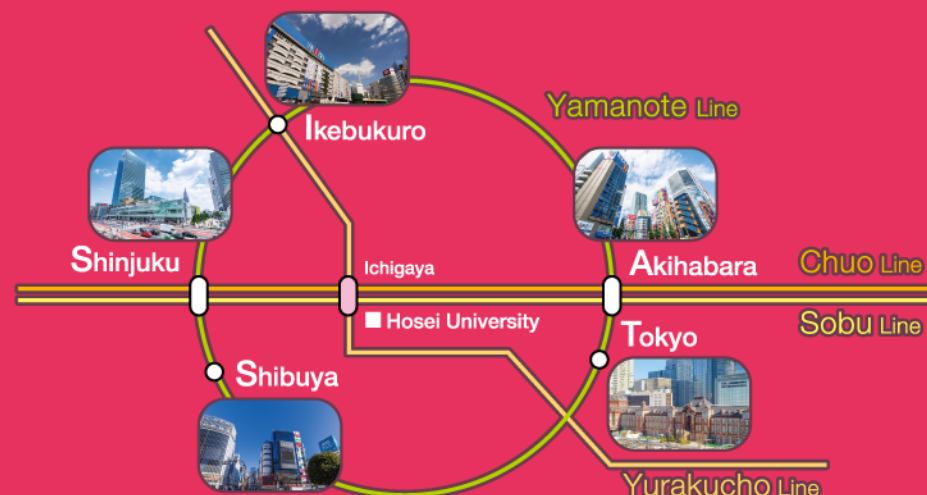 Ikebukuro
Yamanote Line
Shinjuku
Ichigaya
Akihabara
Chuo Line
Hosei University
Sobu Line
Tokyo
Shibuya
Yurakucho Line